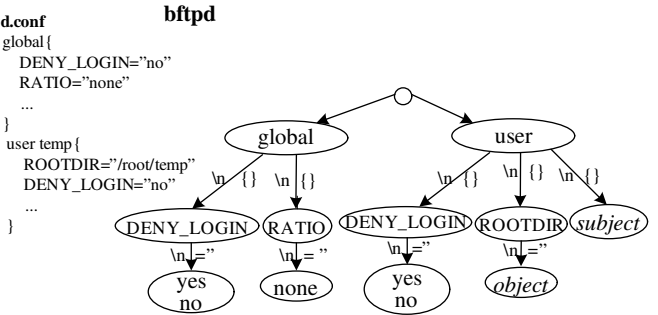 bftpd
d.conf
global{
DENY_LOGIN=”no”
RATIO=”none”
...
}
user temp{
ROOTDIR=”/root/temp”
DENY_LOGIN=”no”
...
}
global user
\n {} \n {} \n {} \n {} \n {}
DENY_LOGIN RATIO DENY_LOGIN ROOTDIR subject
\n =” \n = ” \n =” \n =”
yes none yes object
no no